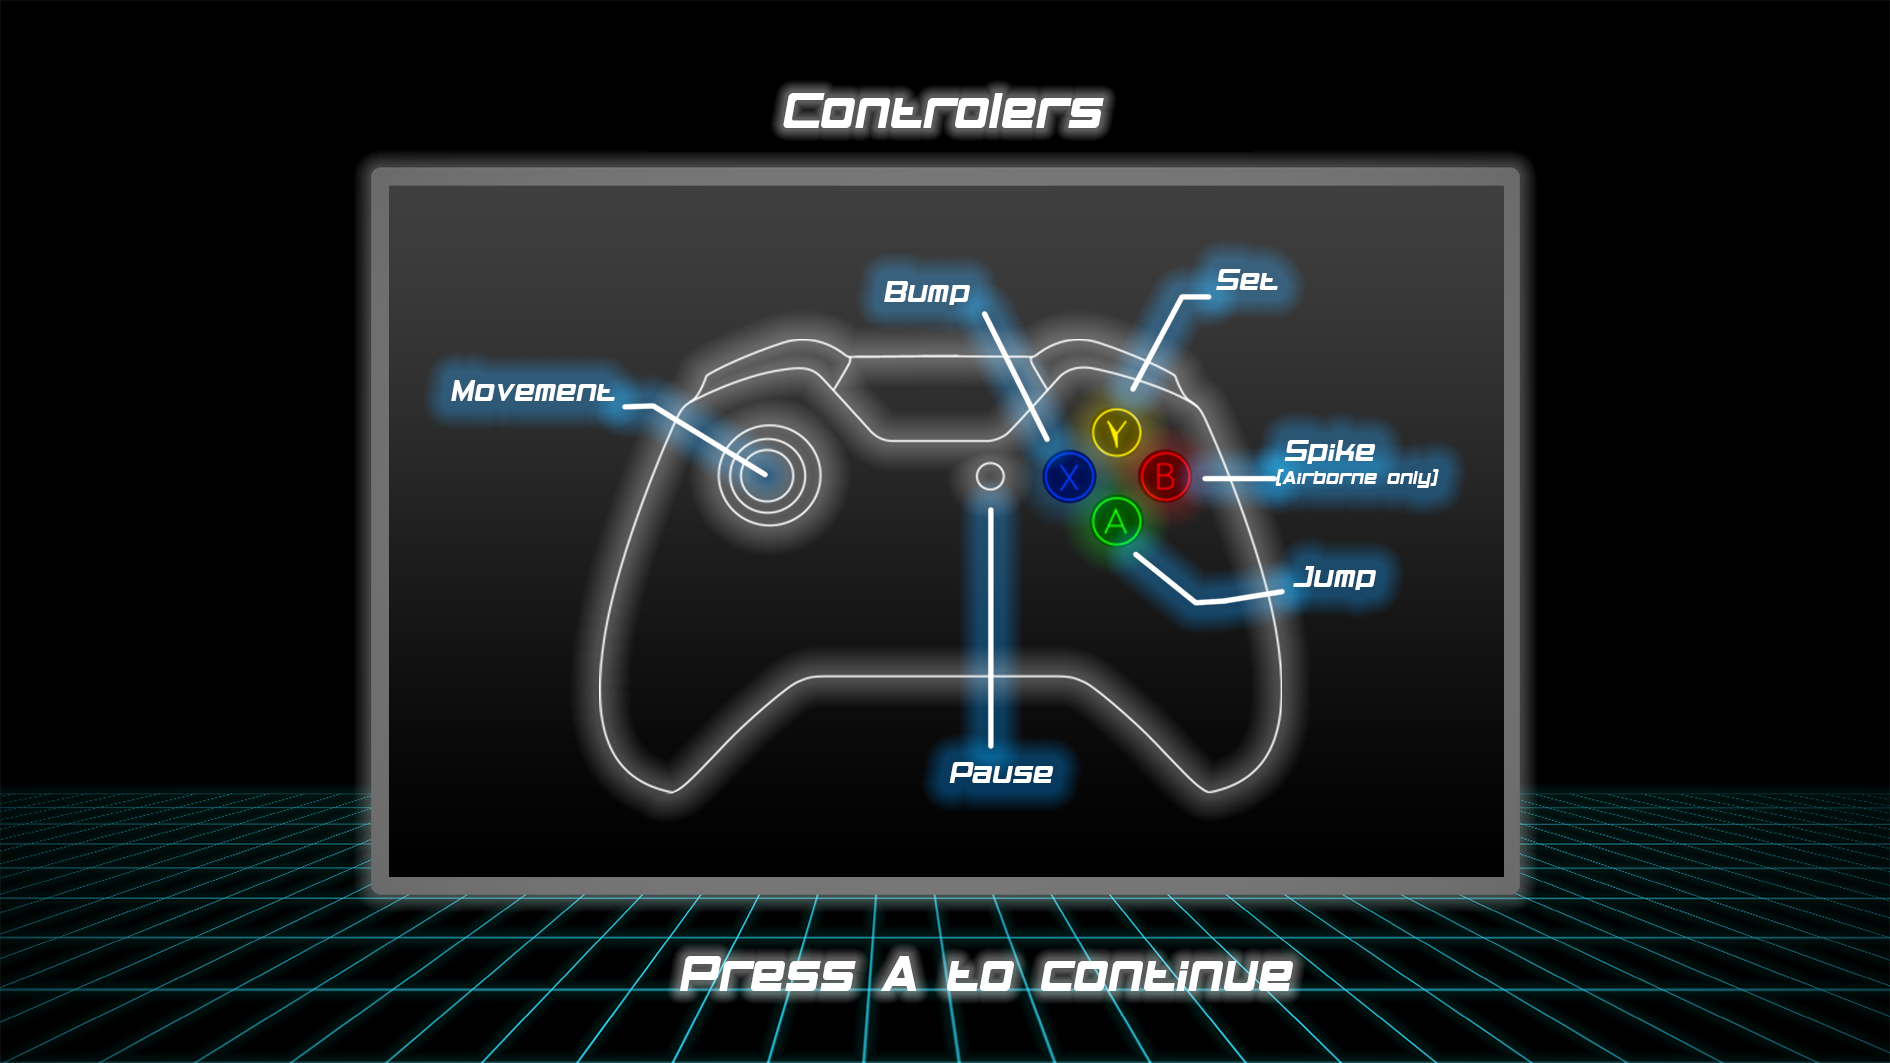 Controlers
Bump
Set
Movement
Y
Spike
X
B
(Airborne only)
A
Jump
Pause
Press A to continue